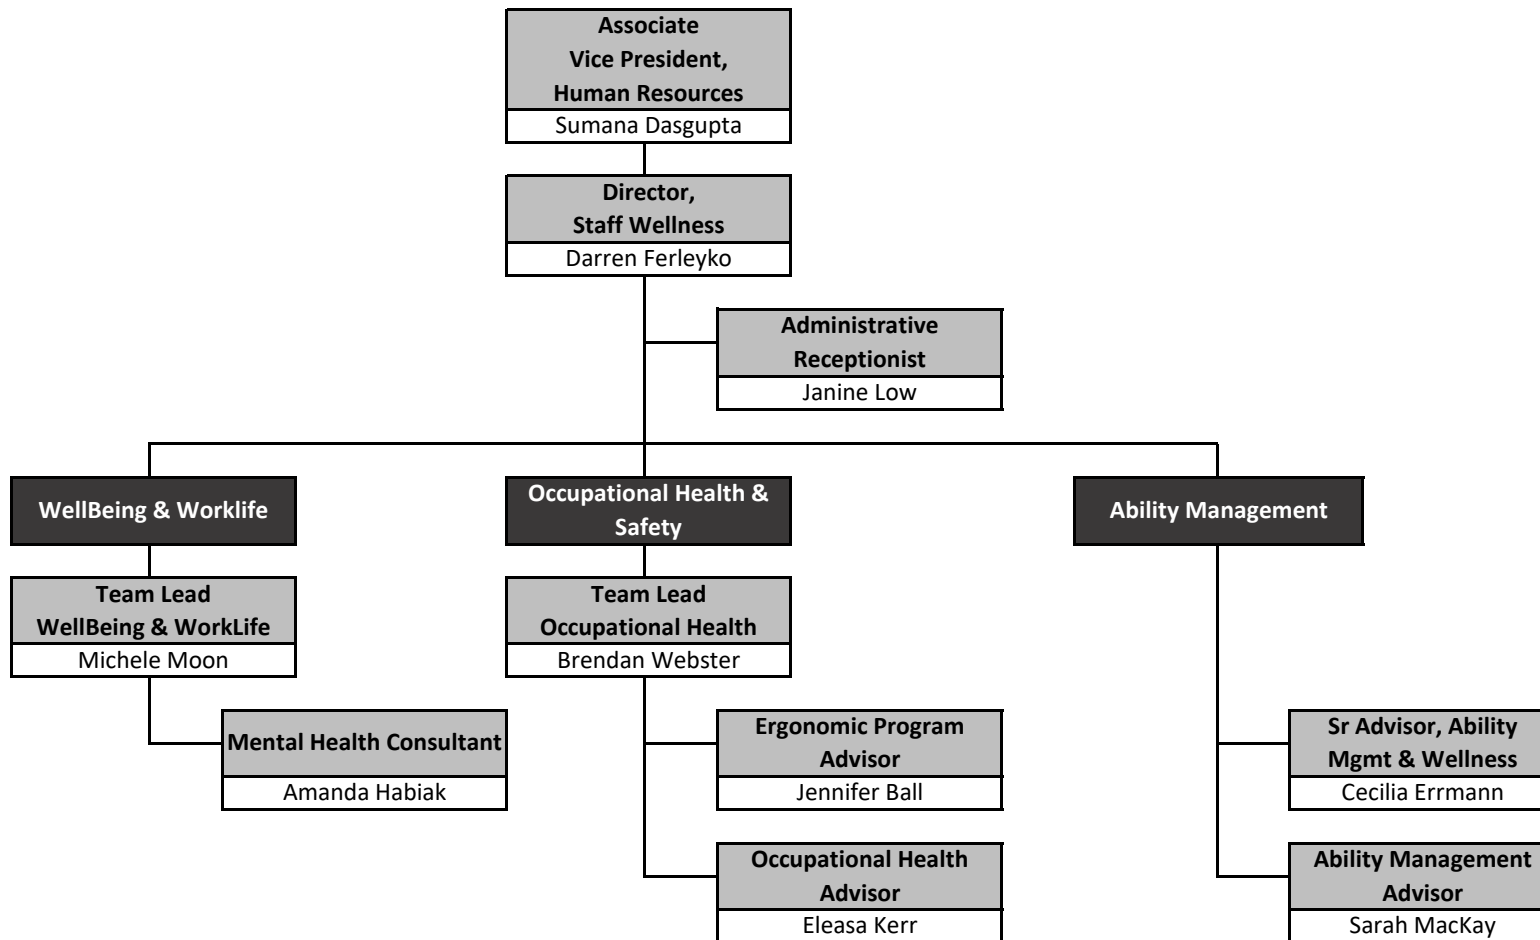 Associate
Vice President,
Human Resources
Sumana Dasgupta
Director,
Staff Wellness
Darren Ferleyko
Administrative
Receptionist
Janine Low
WellBeing & Worklife
Occupational Health &
Safety
Ability Management
Team Lead
WellBeing & WorkLife
Michele Moon
Team Lead
Occupational Health
Brendan Webster
Mental Health Consultant
Amanda Habiak
Ergonomic Program
Advisor
Jennifer Ball
Sr Advisor, Ability
Mgmt & Wellness
Cecilia Errmann
Occupational Health
Advisor
Eleasa Kerr
Ability Management
Advisor
Sarah MacKay